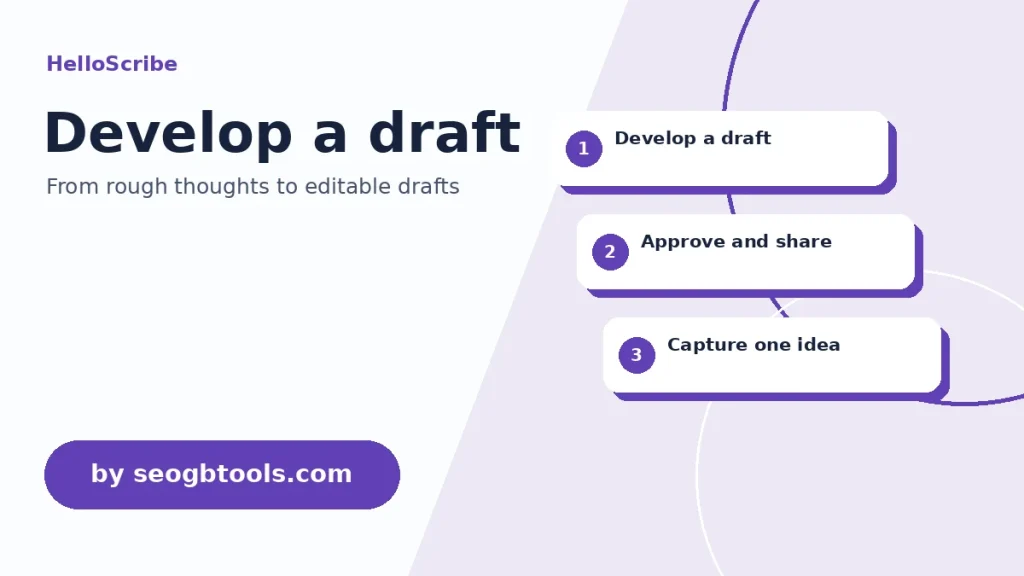 HelloScribe
Develop a draft
From rough thoughts to editable drafts
1 Develop a draft
2 Approve and share
3 Capture one idea
by seogbtools.com